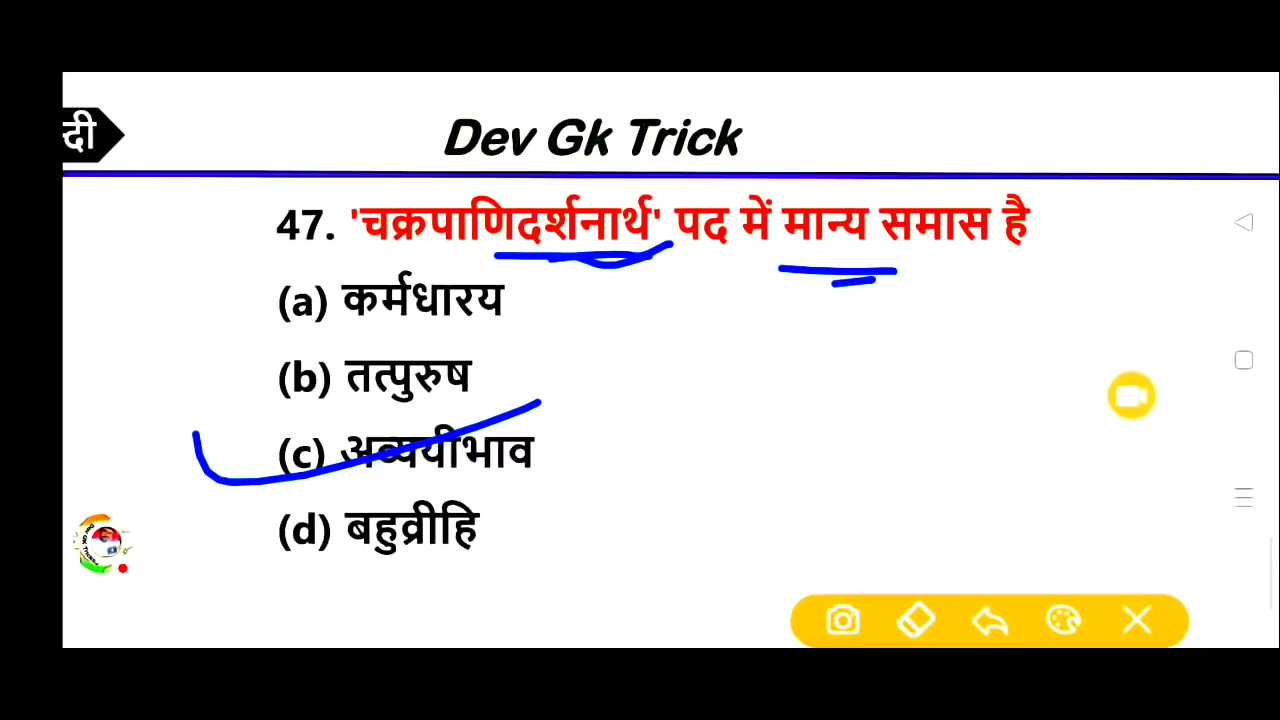 दी
Dev Gk Trick
47. 'चक्रपाणिदर्शनार्थ' पद में मान्य समास है
(a) कर्मधारय
(b) तत्पुरुष
(c) अव्ययीभाव
(d) बहुव्रीहि